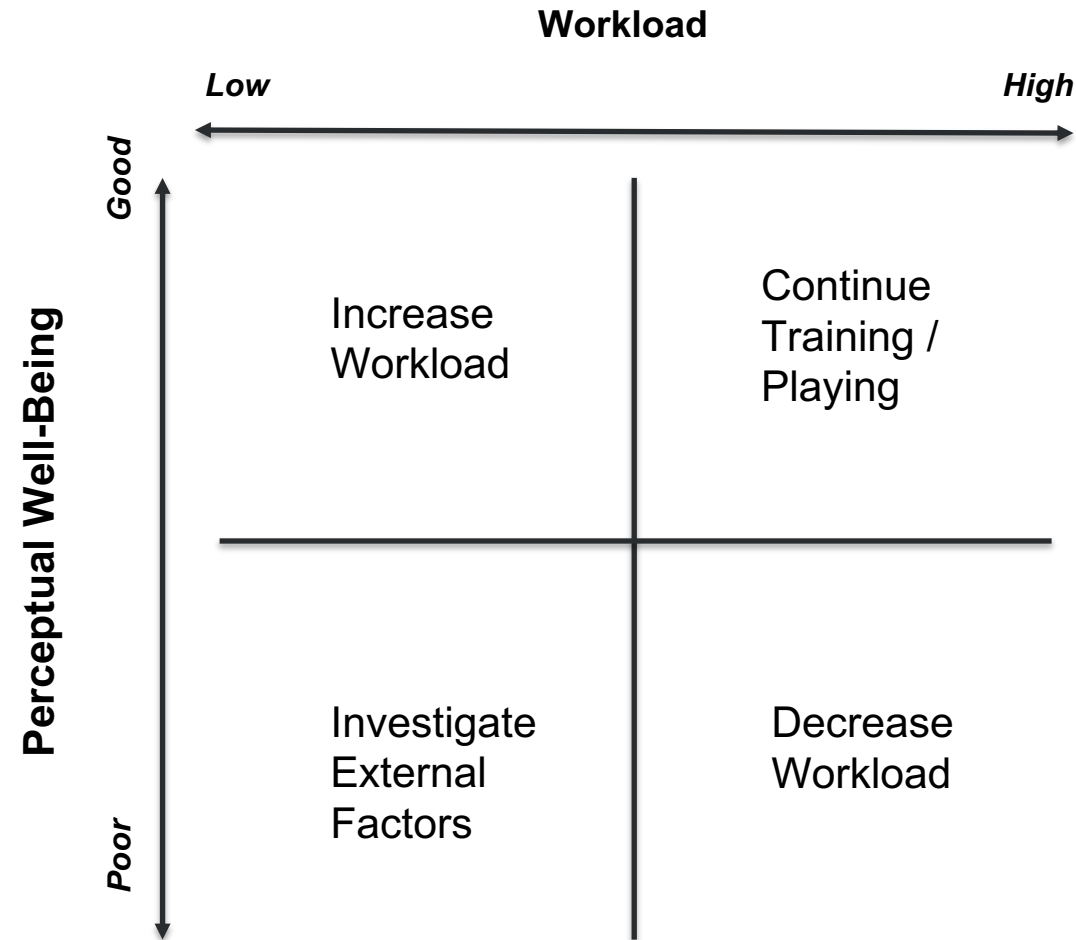 Workload
Low
High
Good
Perceptual Well-Being
Poor
Increase
Workload
Continue
Training /
Playing
Investigate
External
Factors
Decrease
Workload